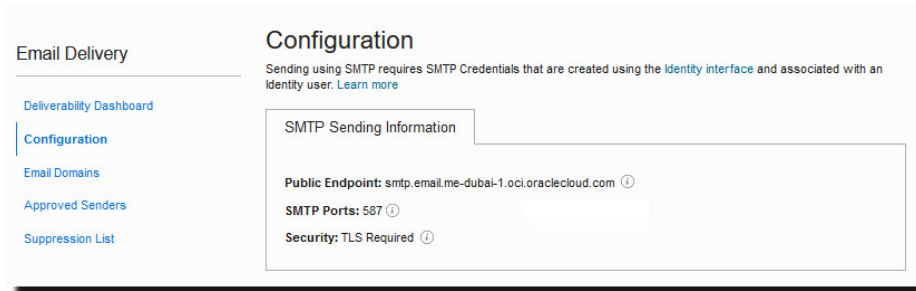 Email Delivery
Deliverability Dashboard
Configuration
Email Domains
Approved Senders
Suppression List
Configuration
Sending using SMTP requires SMTP Credentials that are created using the Identity interface and associated with an
Identity user. Learn more
SMTP Sending Information
Public Endpoint: smtp.email.me-dubai-1.oci.oraclecloud.com
SMTP Ports: 587
Security: TLS Required